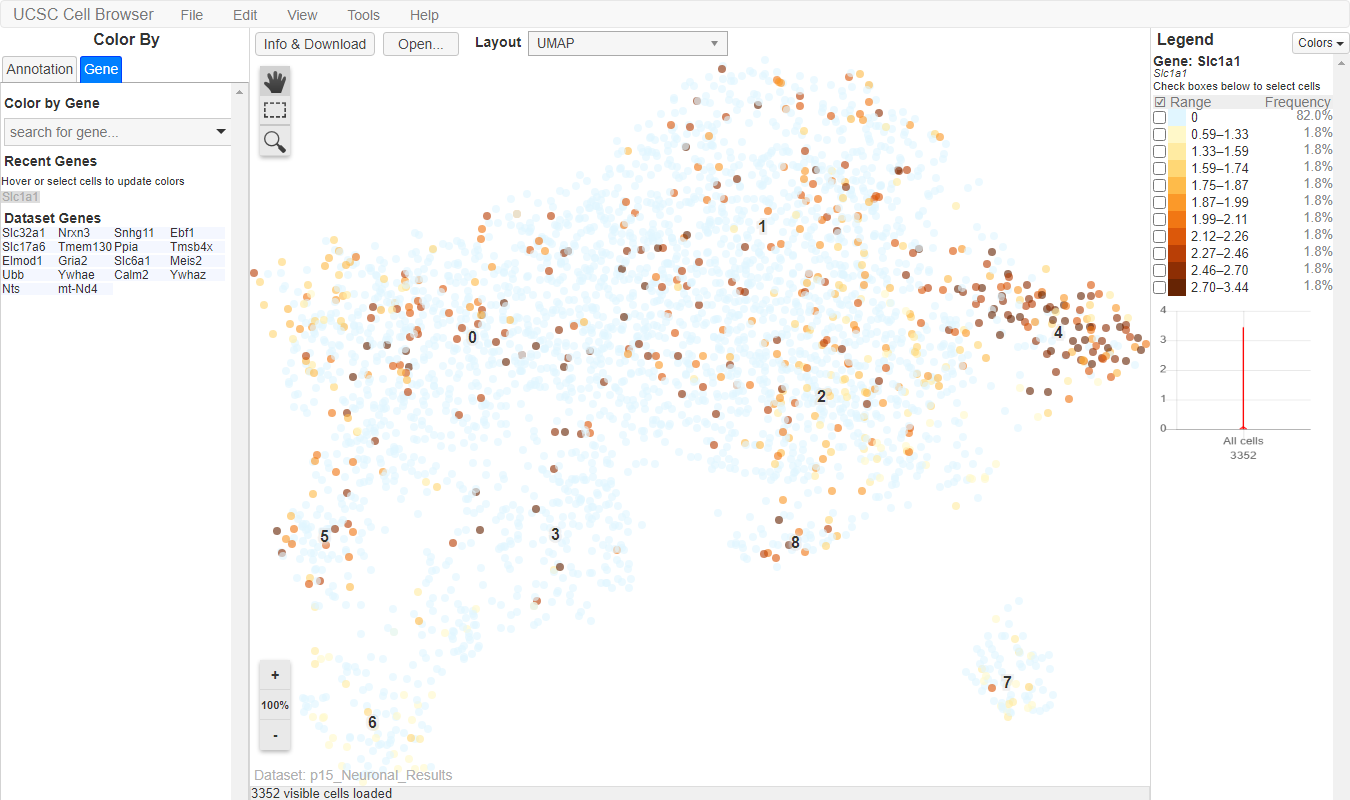 UCSC Cell Browser File Edit View Tools Help
Color By
Annotation Gene
Color by Gene
search for gene...
Recent Genes
Hover or select cells to update colors
Slc1a1
Dataset Genes
Slc32a1 Nrxn3 Snhg11 Ebf1
Slc17a6 Tmem130 Ppia Tmsb4x
Elmod1 Gria2 Slc6a1 Meis2
Ubb Ywhae Calm2 Ywhaz
Nts mt-Nd4
Info & Download Open... Layout UMAP
1
0
4
2
5
3
8
7
6
+
100%
-
Dataset: p15_Neuronal_Results
3352 visible cells loaded
Legend Colors
Gene: Slc1a1
Slc1a1
Check boxes below to select cells
Range Frequency
0 82.0%
0.59–1.33 1.8%
1.33–1.59 1.8%
1.59–1.74 1.8%
1.75–1.87 1.8%
1.87–1.99 1.8%
1.99–2.11 1.8%
2.12–2.26 1.8%
2.27–2.46 1.8%
2.46–2.70 1.8%
2.70–3.44 1.8%
4
3
2
1
0
All cells
3352